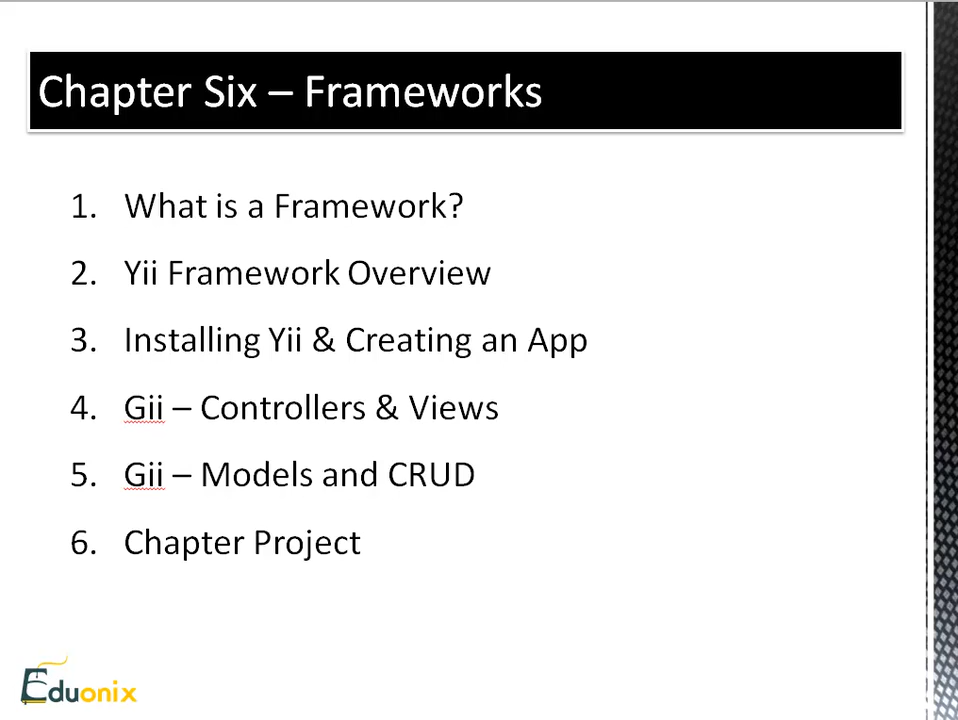 Chapter Six – Frameworks
1. What is a Framework?
2. Yii Framework Overview
3. Installing Yii & Creating an App
4. Gii – Controllers & Views
5. Gii – Models and CRUD
6. Chapter Project
Eduonix